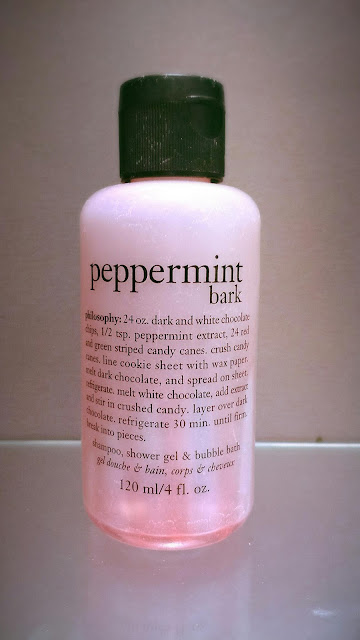 peppermint
bark
philosophy: 24 oz. dark and white chocolate
chips, 1/2 tsp. peppermint extract, 24 red
and green striped candy canes. crush candy
canes. line cookie sheet with wax paper.
melt dark chocolate, and spread on sheet.
refrigerate. melt white chocolate, add extract
and stir in crushed candy. layer over dark
chocolate. refrigerate 30 min. until firm.
break into pieces.
shampoo, shower gel & bubble bath
gel douche & bain, corps & cheveux
120 ml/4 fl. oz.